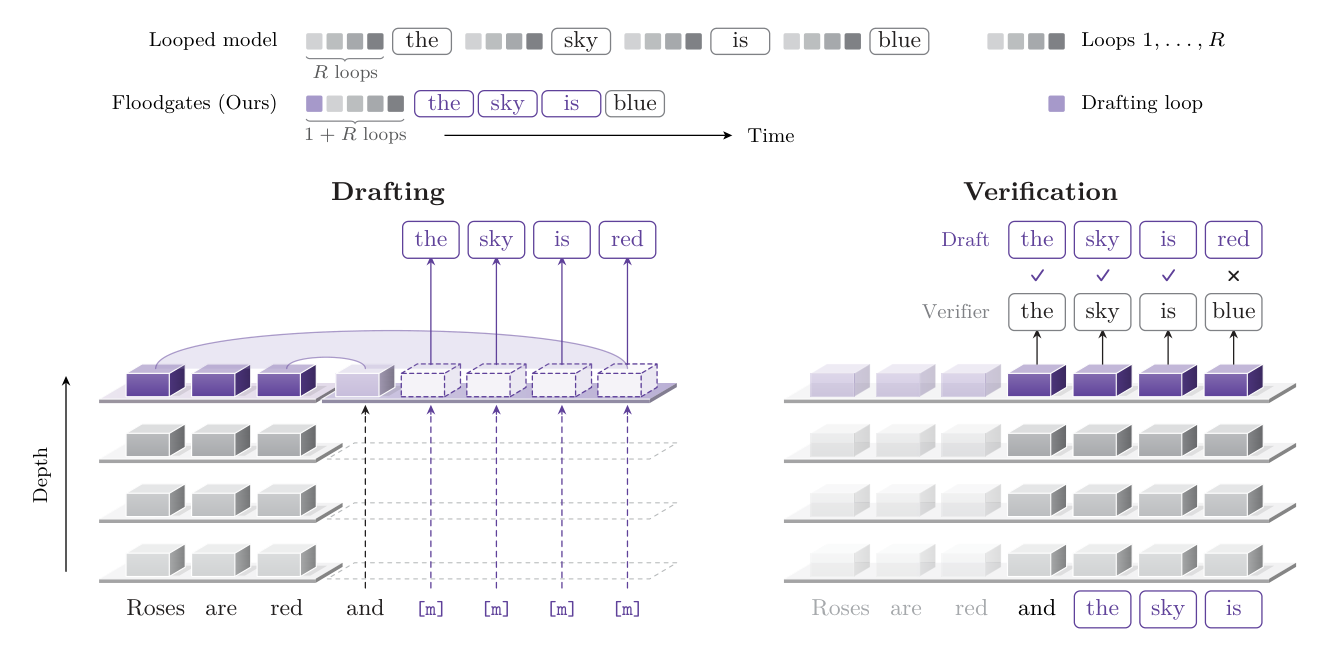 Looped model the sky is blue Loops 1, . . . , R
R loops
Floodgates (Ours) the sky is blue Drafting loop
1 + R loops
Time
Drafting
the sky is red
Depth
Roses are red and [m] [m] [m] [m]
Verification
Draft the sky is red
Verifier the sky is blue
Roses are red and the sky is